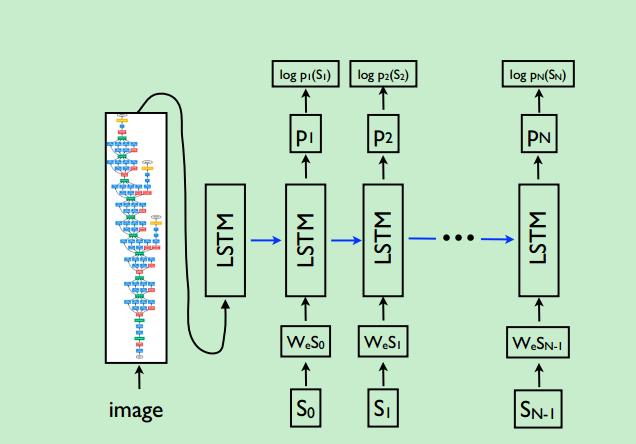 log p₁(S₁) log p₂(S₂) log pN(SN)
p₁ p₂ pN
LSTM LSTM LSTM LSTM
WeS₀ WeS₁ WeSN-1
S₀ S₁ SN-1
image